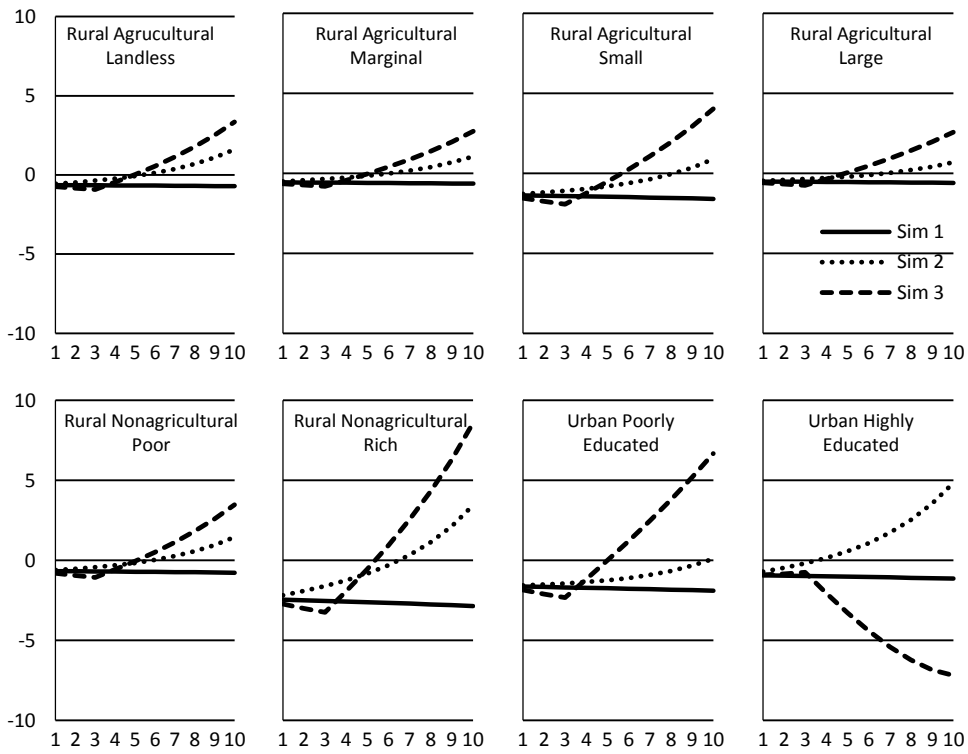 10
5
0
-5
-10
Rural Agrucultural
Landless
Rural Agricultural
Marginal
Rural Agricultural
Small
Rural Agricultural
Large
Sim 1
Sim 2
Sim 3
1 2 3 4 5 6 7 8 9 10
1 2 3 4 5 6 7 8 9 10
1 2 3 4 5 6 7 8 9 10
1 2 3 4 5 6 7 8 9 10
10
5
0
-5
-10
Rural Nonagricultural
Poor
Rural Nonagricultural
Rich
Urban Poorly
Educated
Urban Highly
Educated
1 2 3 4 5 6 7 8 9 10
1 2 3 4 5 6 7 8 9 10
1 2 3 4 5 6 7 8 9 10
1 2 3 4 5 6 7 8 9 10